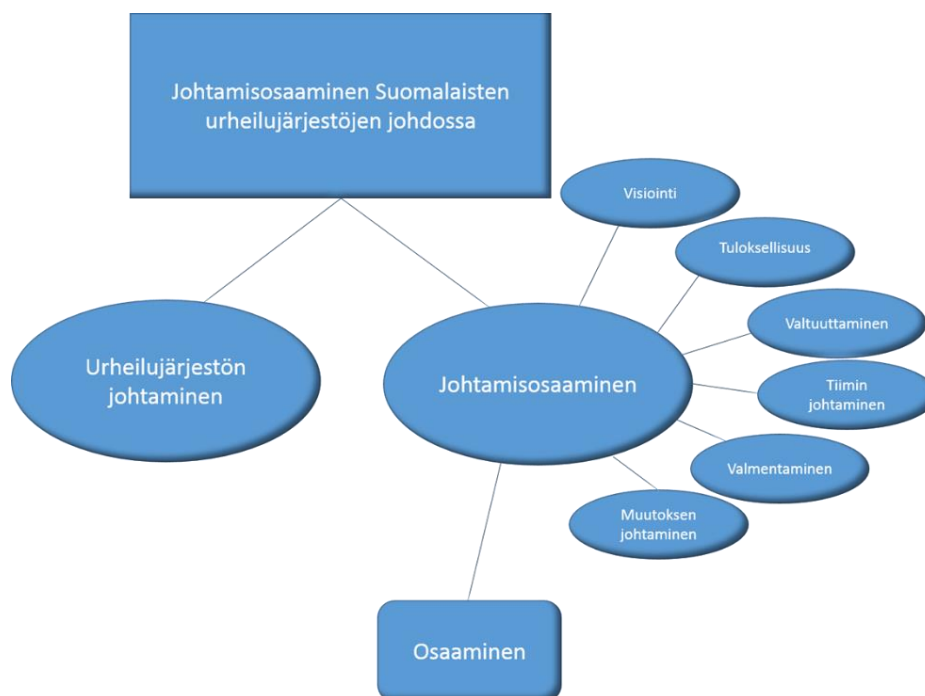 Johtamisosaaminen Suomalaisten
urheilujärjestöjen johdossa
Visiointi
Tuloksellisuus
Valtuuttaminen
Urheilujärjestön
johtaminen
Johtamisosaaminen
Tiimin
johtaminen
Valmentaminen
Muutoksen
johtaminen
Osaaminen